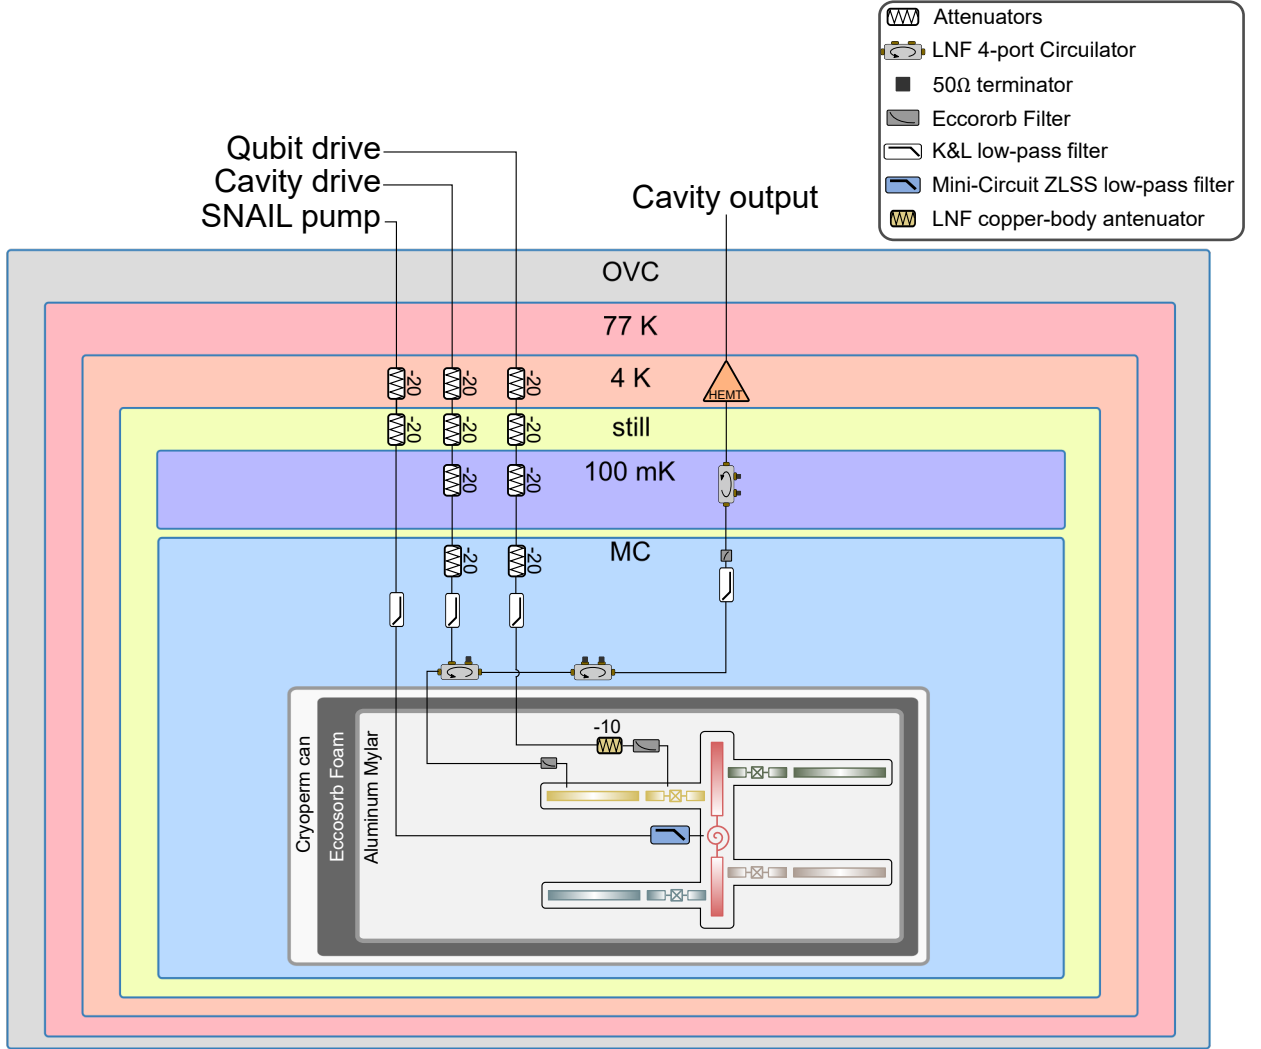 Attenuators
LNF 4-port Circuilator
50Ω terminator
Eccororb Filter
K&L low-pass filter
Mini-Circuit ZLSS low-pass filter
LNF copper-body antenuator
Qubit drive
Cavity drive
SNAIL pump
Cavity output
OVC
77 K
4 K
-20
-20
-20
HEMT
still
-20
-20
-20
100 mK
-20
-20
MC
-20
-20
-10
Cryoperm can
Eccosorb Foam
Aluminum Mylar